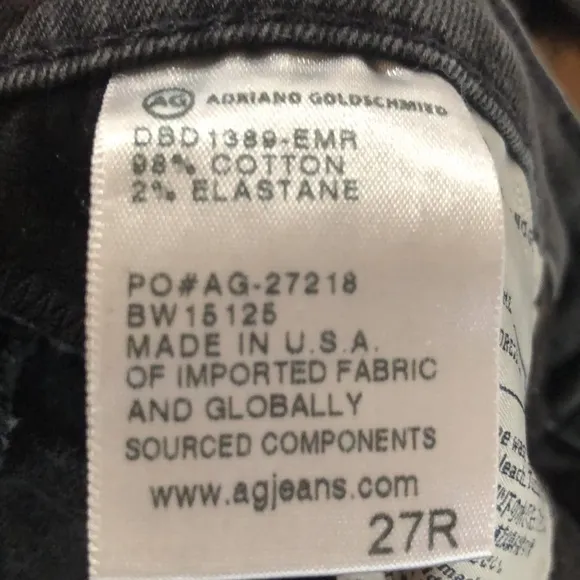 AG ADRIANO GOLDSCHMIED
DBD1389-EMR
98% COTTON
2% ELASTANE
PO#AG-27218
BW15125
MADE IN U.S.A.
OF IMPORTED FABRIC
AND GLOBALLY
SOURCED COMPONENTS
www.agjeans.com
27R